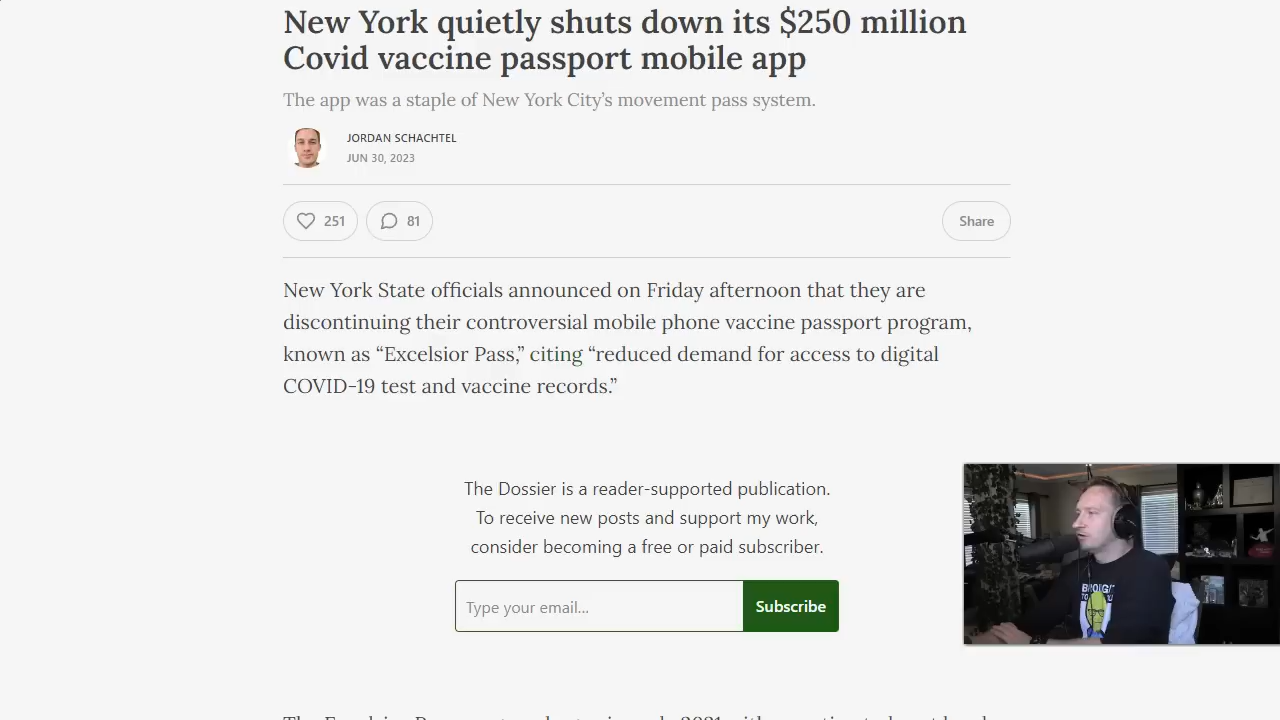 New York quietly shuts down its $250 million
Covid vaccine passport mobile app
The app was a staple of New York City’s movement pass system.
JORDAN SCHACHTEL
JUN 30, 2023
251
81
Share
New York State officials announced on Friday afternoon that they are
discontinuing their controversial mobile phone vaccine passport program,
known as “Excelsior Pass,” citing “reduced demand for access to digital
COVID-19 test and vaccine records.”
The Dossier is a reader-supported publication.
To receive new posts and support my work,
consider becoming a free or paid subscriber.
Type your email...
Subscribe